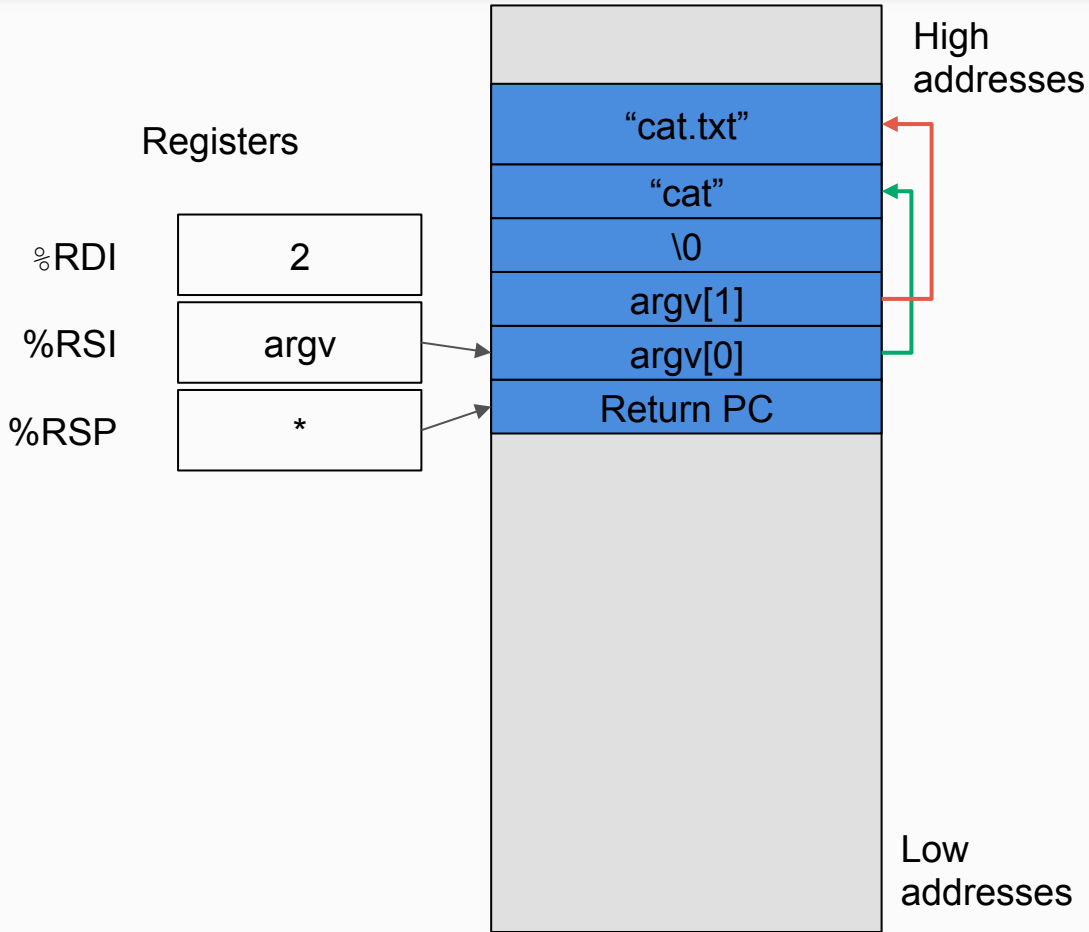 High
addresses
Registers
“cat.txt”
“cat”
%RDI
2
\0
argv[1]
%RSI
argv
argv[0]
%RSP
*
Return PC
Low
addresses